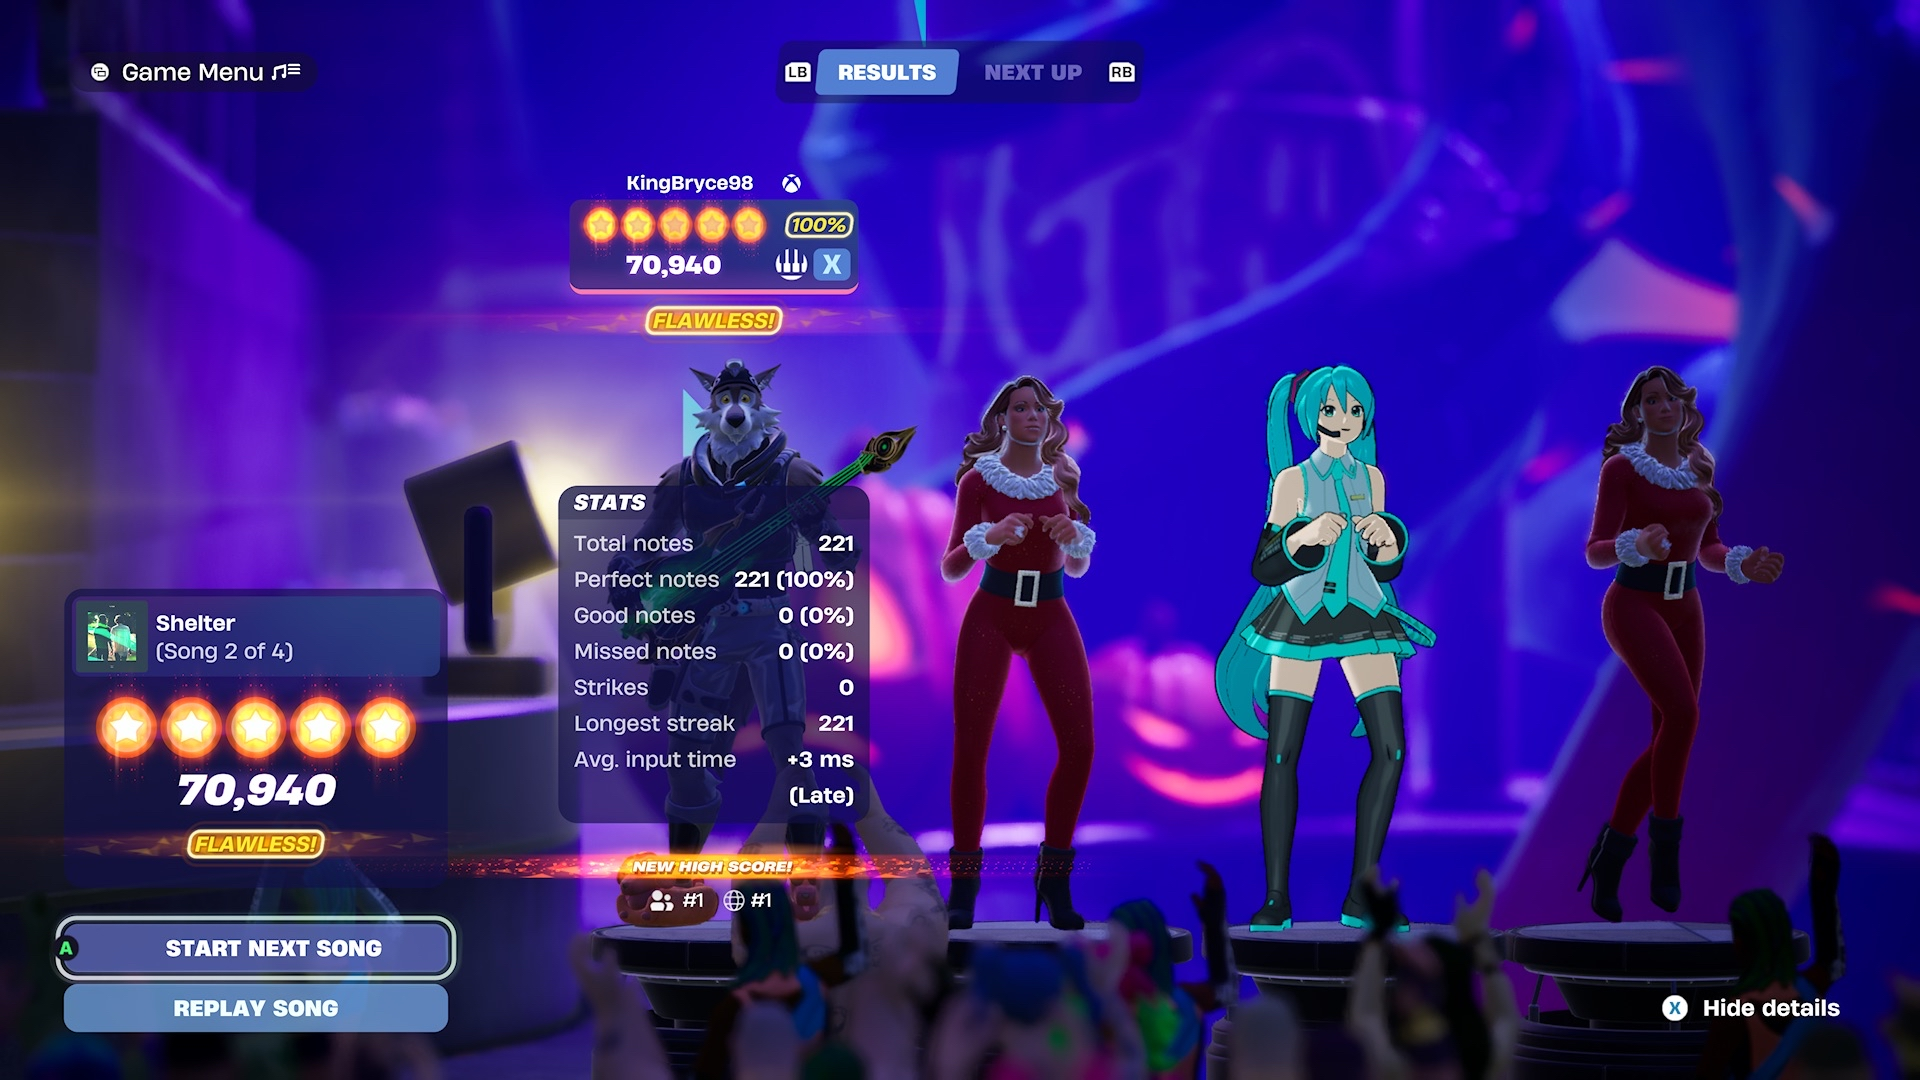 Game Menu
LB RESULTS NEXT UP RB
KingBryce98
100%
70,940 X
FLAWLESS!
STATS
Total notes 221
Perfect notes 221 (100%)
Good notes 0 (0%)
Missed notes 0 (0%)
Strikes 0
Longest streak 221
Avg. input time +3 ms
(Late)
NEW HIGH SCORE!
#1 #1
Shelter
(Song 2 of 4)
70,940
FLAWLESS!
A START NEXT SONG
REPLAY SONG
X Hide details